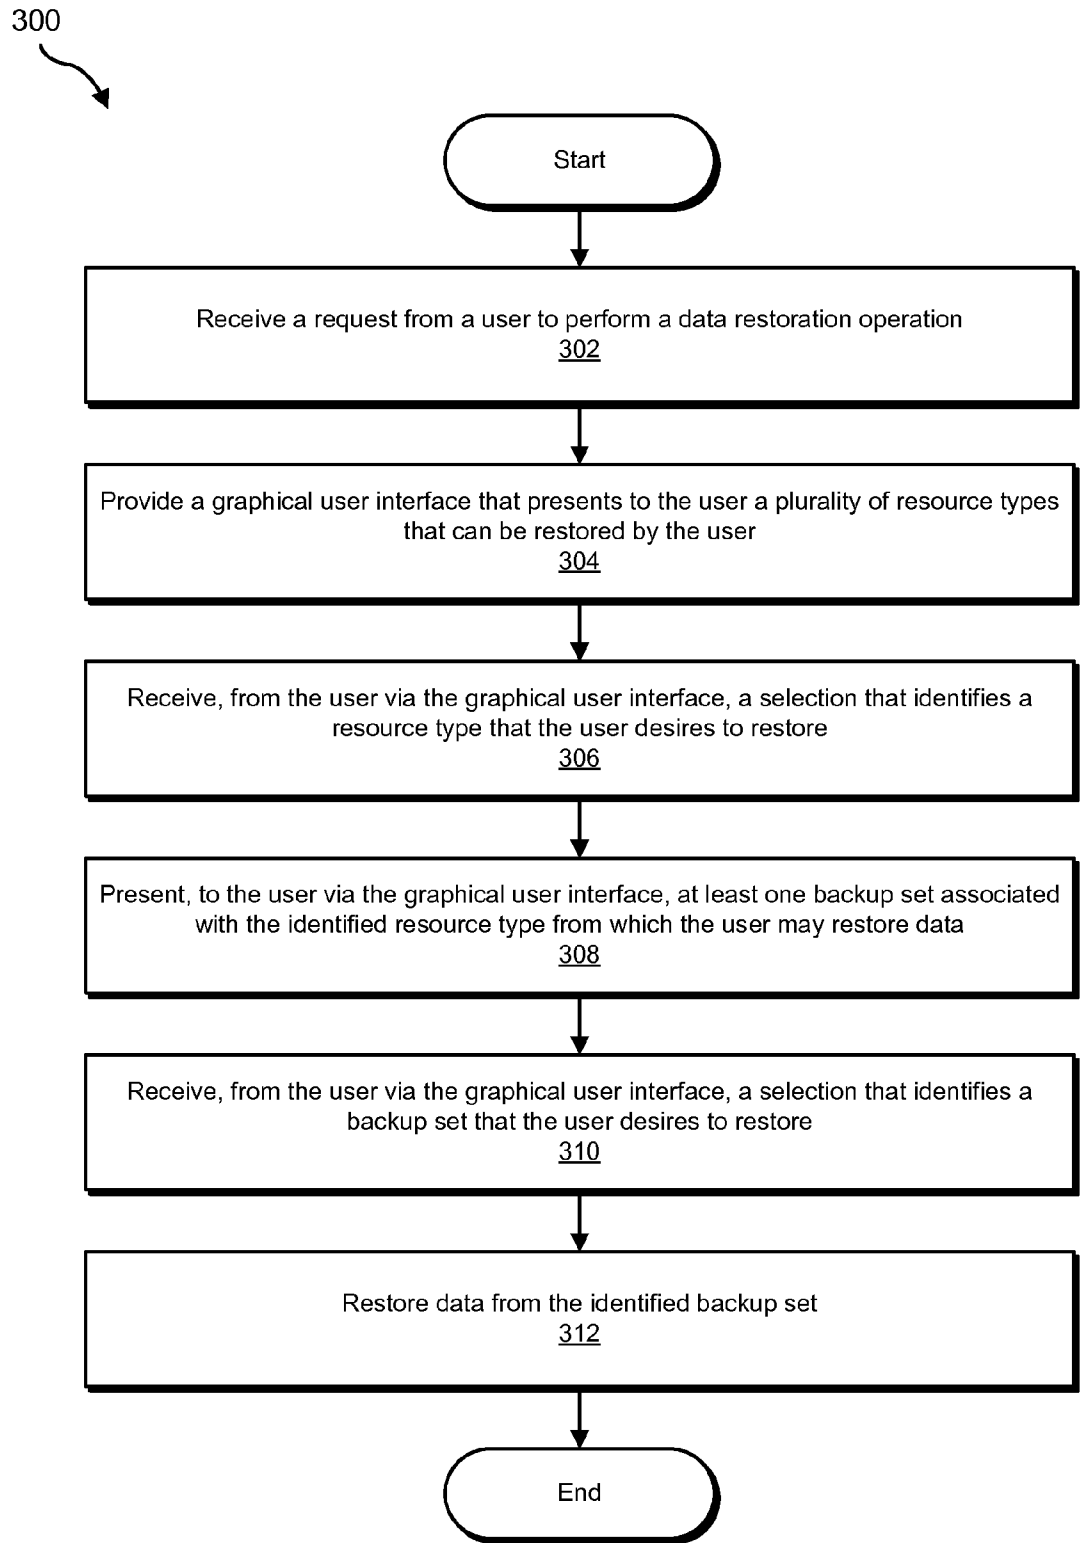 300
Start
Receive a request from a user to perform a data restoration operation
302
Provide a graphical user interface that presents to the user a plurality of resource types
that can be restored by the user
304
Receive, from the user via the graphical user interface, a selection that identifies a
resource type that the user desires to restore
306
Present, to the user via the graphical user interface, at least one backup set associated
with the identified resource type from which the user may restore data
308
Receive, from the user via the graphical user interface, a selection that identifies a
backup set that the user desires to restore
310
Restore data from the identified backup set
312
End